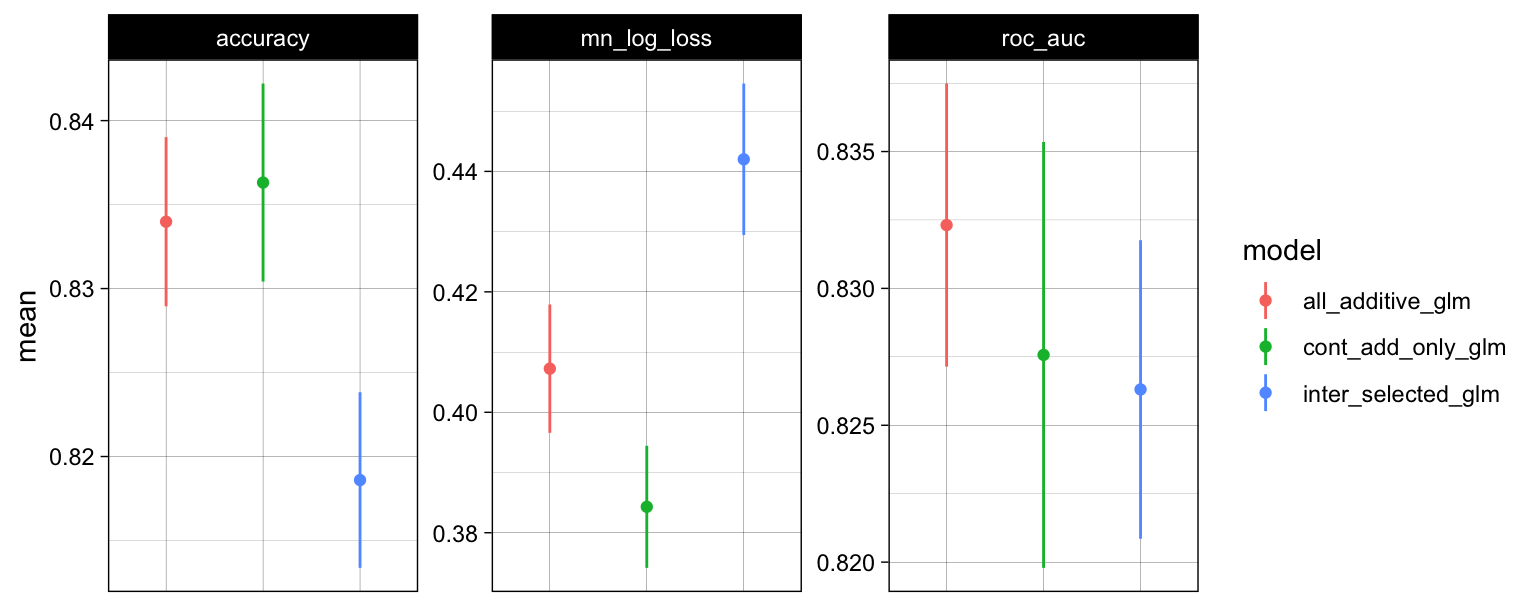 accuracy
mn_log_loss
roc_auc
mean
0.84
0.83
0.82
0.44
0.42
0.40
0.38
0.835
0.830
0.825
0.820
model
all_additive_glm
cont_add_only_glm
inter_selected_glm